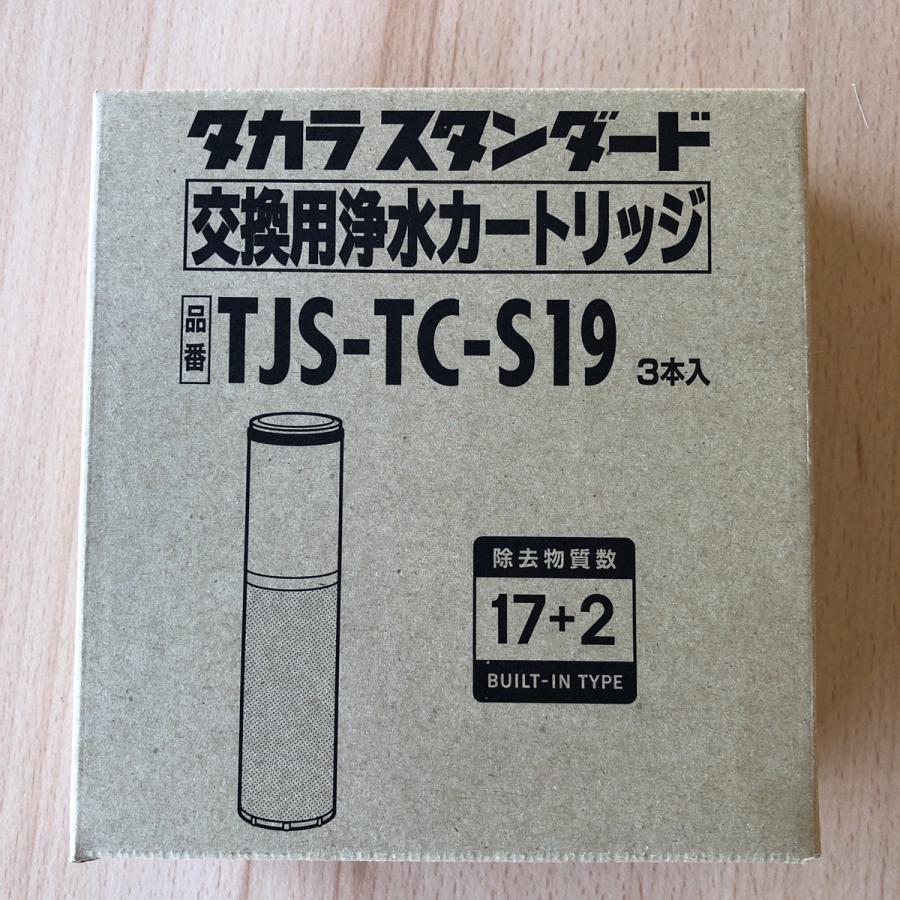 タカラスタンダード
交換用浄水カートリッジ
品番 TJS-TC-S19 3本入
除去物質数
17+2
BUILT-IN TYPE